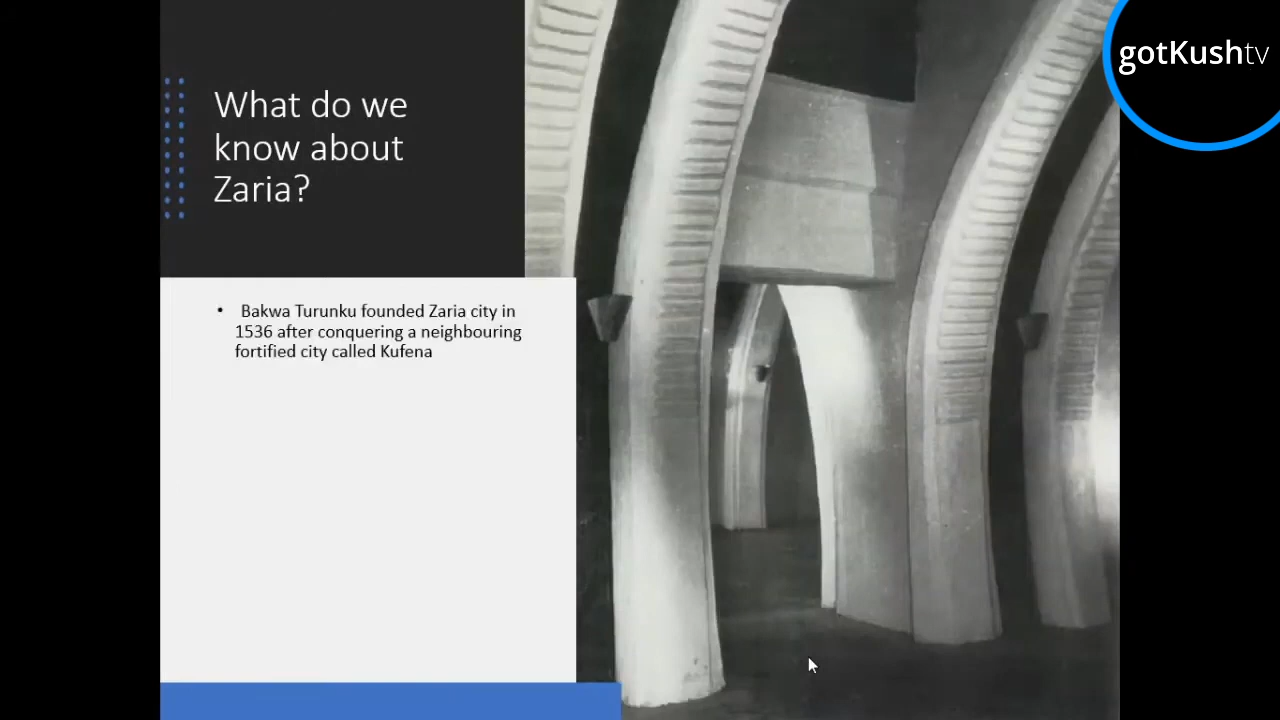 gotKushtv
What do we
know about
Zaria?
• Bakwa Turunku founded Zaria city in
1536 after conquering a neighbouring
fortified city called Kufena